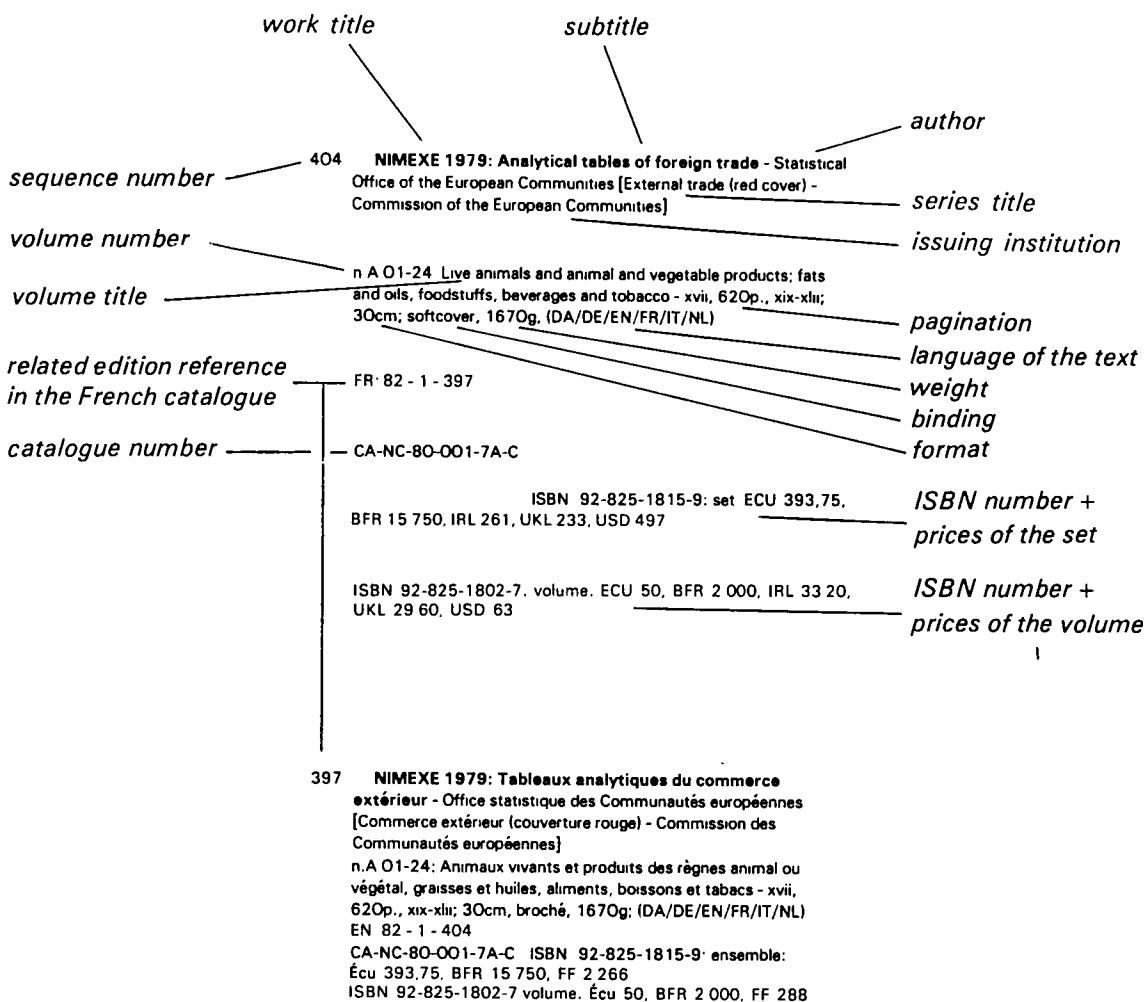 work title
subtitle
author
404 NIMEXE 1979: Analytical tables of foreign trade - Statistical
Office of the European Communities [External trade (red cover) -
Commission of the European Communities]
sequence number
series title
volume number
issuing institution
n A 01-24 Live animals and animal and vegetable products; fats
and oils, foodstuffs, beverages and tobacco - xvii, 620p., xix-xliii;
30cm; softcover, 1670g, (DA/DE/EN/FR/IT/NL)
volume title
pagination
language of the text
related edition reference
in the French catalogue
FR· 82 - 1 - 397
weight
binding
catalogue number
CA-NC-80-001-7A-C
format
ISBN 92-825-1815-9: set ECU 393,75,
BFR 15 750, IRL 261, UKL 233, USD 497
ISBN number +
prices of the set
ISBN 92-825-1802-7. volume. ECU 50, BFR 2 000, IRL 33 20,
UKL 29 60, USD 63
ISBN number +
prices of the volume
397 NIMEXE 1979: Tableaux analytiques du commerce
extérieur - Office statistique des Communautés européennes
[Commerce extérieur (couverture rouge) - Commission des
Communautés européennes]
n.A 01-24: Animaux vivants et produits des règnes animal ou
végétal, graisses et huiles, aliments, boissons et tabacs - xvii,
620p., xix-xliii; 30cm, broché, 1670g; (DA/DE/EN/FR/IT/NL)
EN 82 - 1 - 404
CA-NC-80-001-7A-C ISBN 92-825-1815-9· ensemble:
Écu 393,75, BFR 15 750, FF 2 266
ISBN 92-825-1802-7 volume. Écu 50, BFR 2 000, FF 288